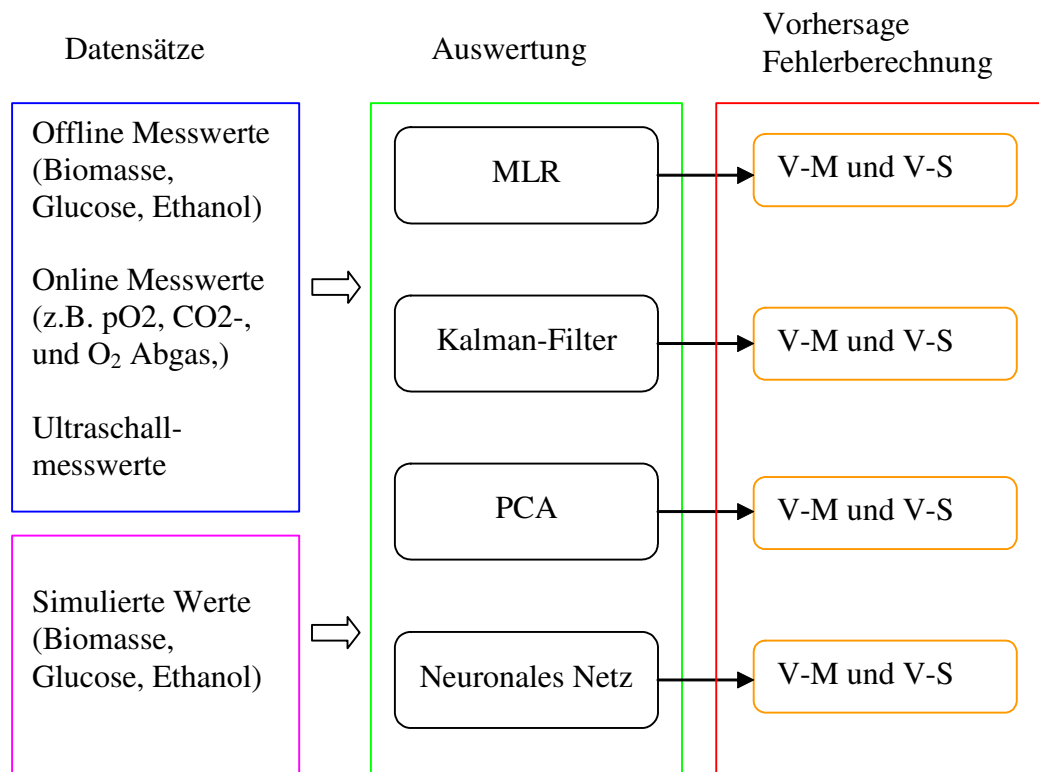 Datensätze
Auswertung
Vorhersage
Fehlerberechnung
Offline Messwerte
(Biomasse,
Glucose, Ethanol)
Online Messwerte
(z.B. pO2, CO2-,
und O₂ Abgas,)
Ultraschall-
messwerte
Simulierte Werte
(Biomasse,
Glucose, Ethanol)
MLR
Kalman-Filter
PCA
Neuronales Netz
V-M und V-S
V-M und V-S
V-M und V-S
V-M und V-S